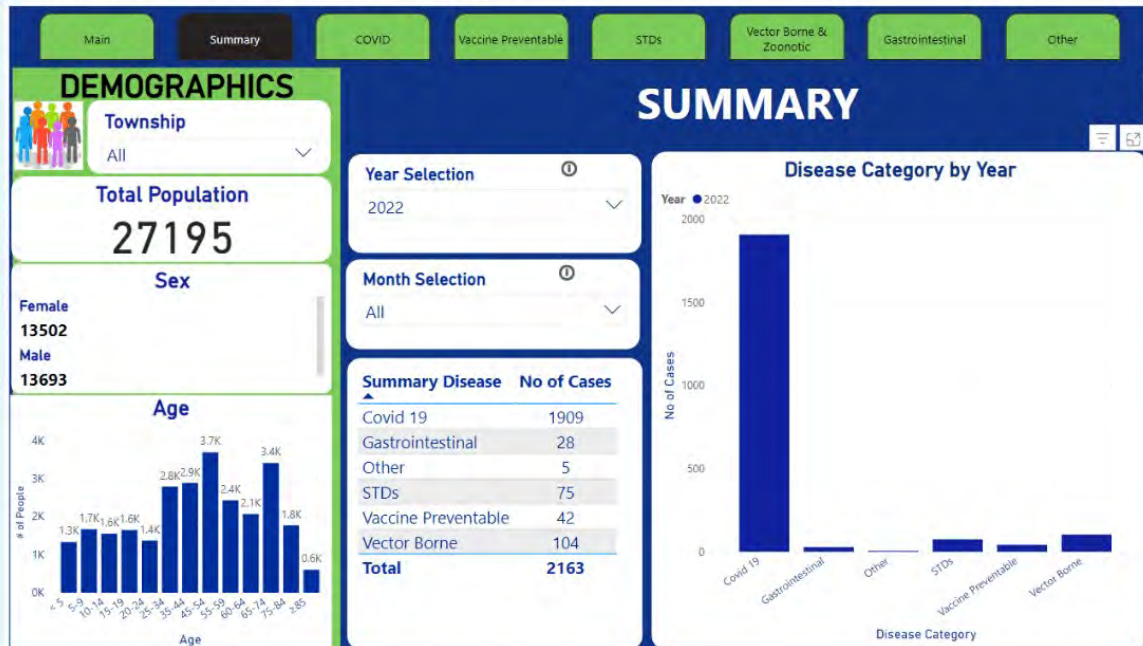 Main
Summary
COVID
Vaccine Preventable
STDs
Vector Borne &
Zoonotic
Gastrointestinal
Other
DEMOGRAPHICS
Township
All
Total Population
27195
Sex
Female
13502
Male
13693
Age
4K
3K
2K
1K
0K
# of People
1.3K
1.7K
1.6K
1.6K
1.4K
2.8K
2.9K
3.7K
2.4K
2.1K
3.4K
1.8K
0.6K
< 5
5-9
10-14
15-19
20-24
25-34
35-44
45-54
55-59
60-64
65-74
75-84
≥85
Age
SUMMARY
Year Selection
2022
Month Selection
All
Summary Disease No of Cases
Covid 19 1909
Gastrointestinal 28
Other 5
STDs 75
Vaccine Preventable 42
Vector Borne 104
Total 2163
Disease Category by Year
Year 2022
2000
1500
1000
500
0
No of Cases
Covid 19
Gastrointestinal
Other
STDs
Vaccine Preventable
Vector Borne
Disease Category